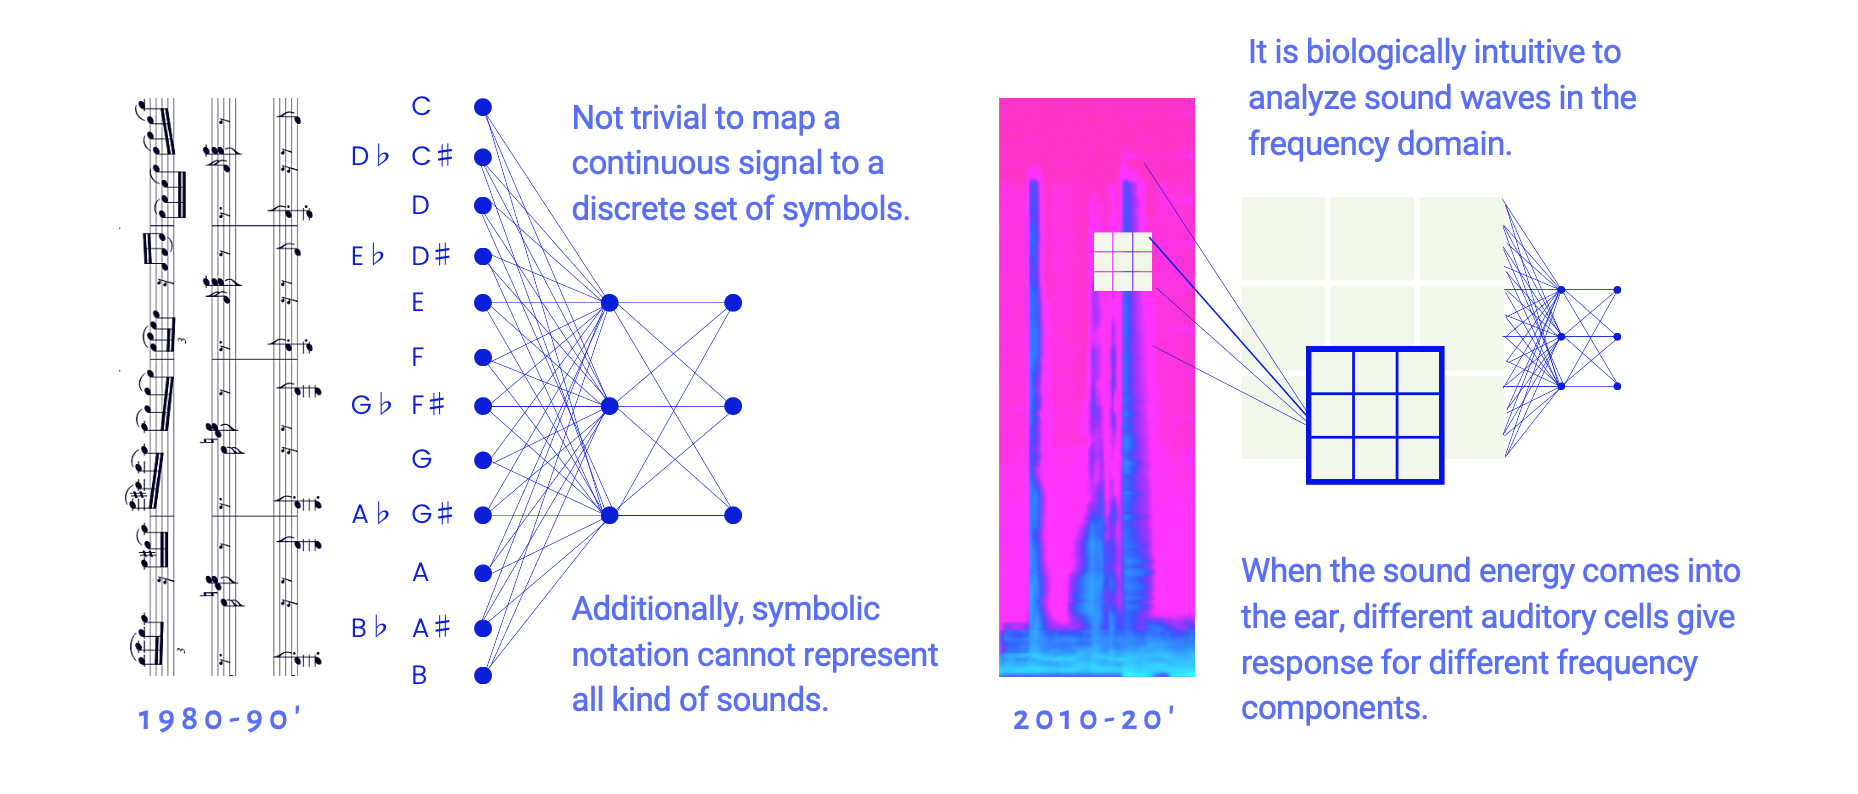 C
D♭ C#
D
E♭ D#
E
F
G♭ F#
G
A♭ G#
A
B♭ A#
B
Not trivial to map a
continuous signal to a
discrete set of symbols.
Additionally, symbolic
notation cannot represent
all kind of sounds.
3
3
1980-90'
It is biologically intuitive to
analyze sound waves in the
frequency domain.
When the sound energy comes into
the ear, different auditory cells give
response for different frequency
components.
2010-20'